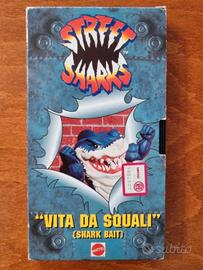 STREET
SHARKS
"VITA DA SQUALI"
(SHARK BAIT)
MATTEL
subito